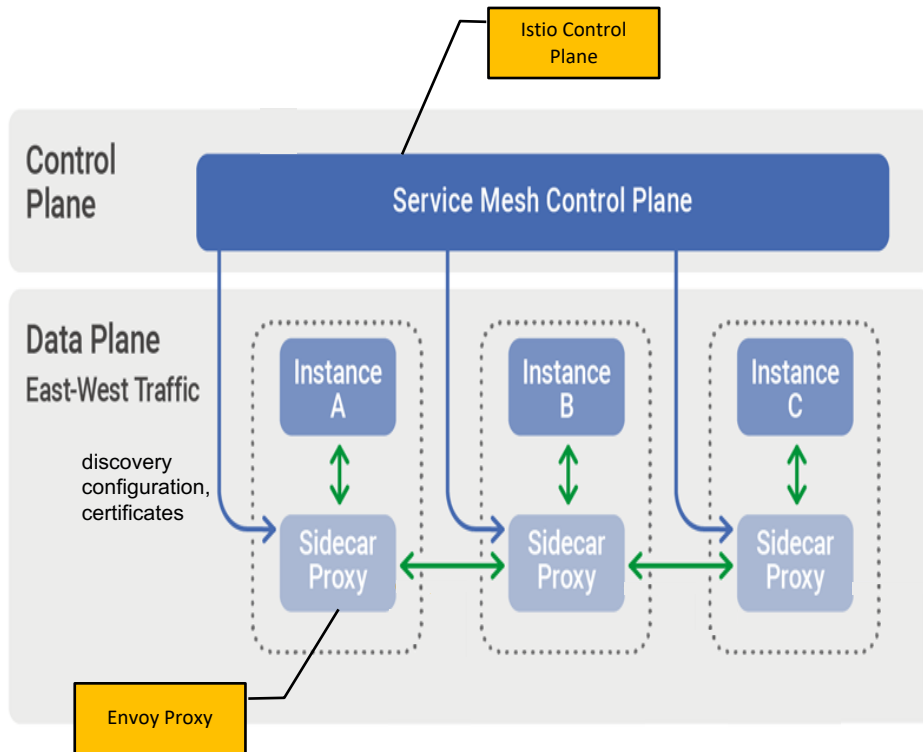 Istio Control
Plane
Control
Plane
Service Mesh Control Plane
Data Plane
East-West Traffic
Instance
A
Instance
B
Instance
C
discovery
configuration,
certificates
Sidecar
Proxy
Sidecar
Proxy
Sidecar
Proxy
Envoy Proxy